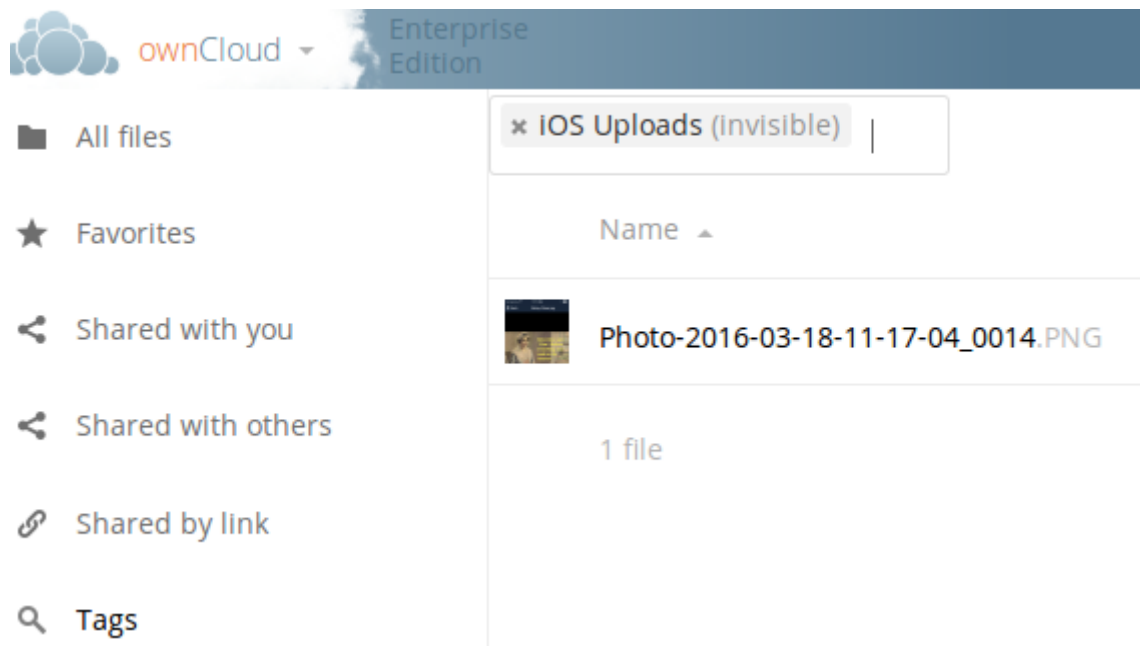 ownCloud
Enterprise
Edition
All files
Favorites
Shared with you
Shared with others
Shared by link
Tags
× iOS Uploads (invisible)
Name
Photo-2016-03-18-11-17-04_0014.PNG
1 file